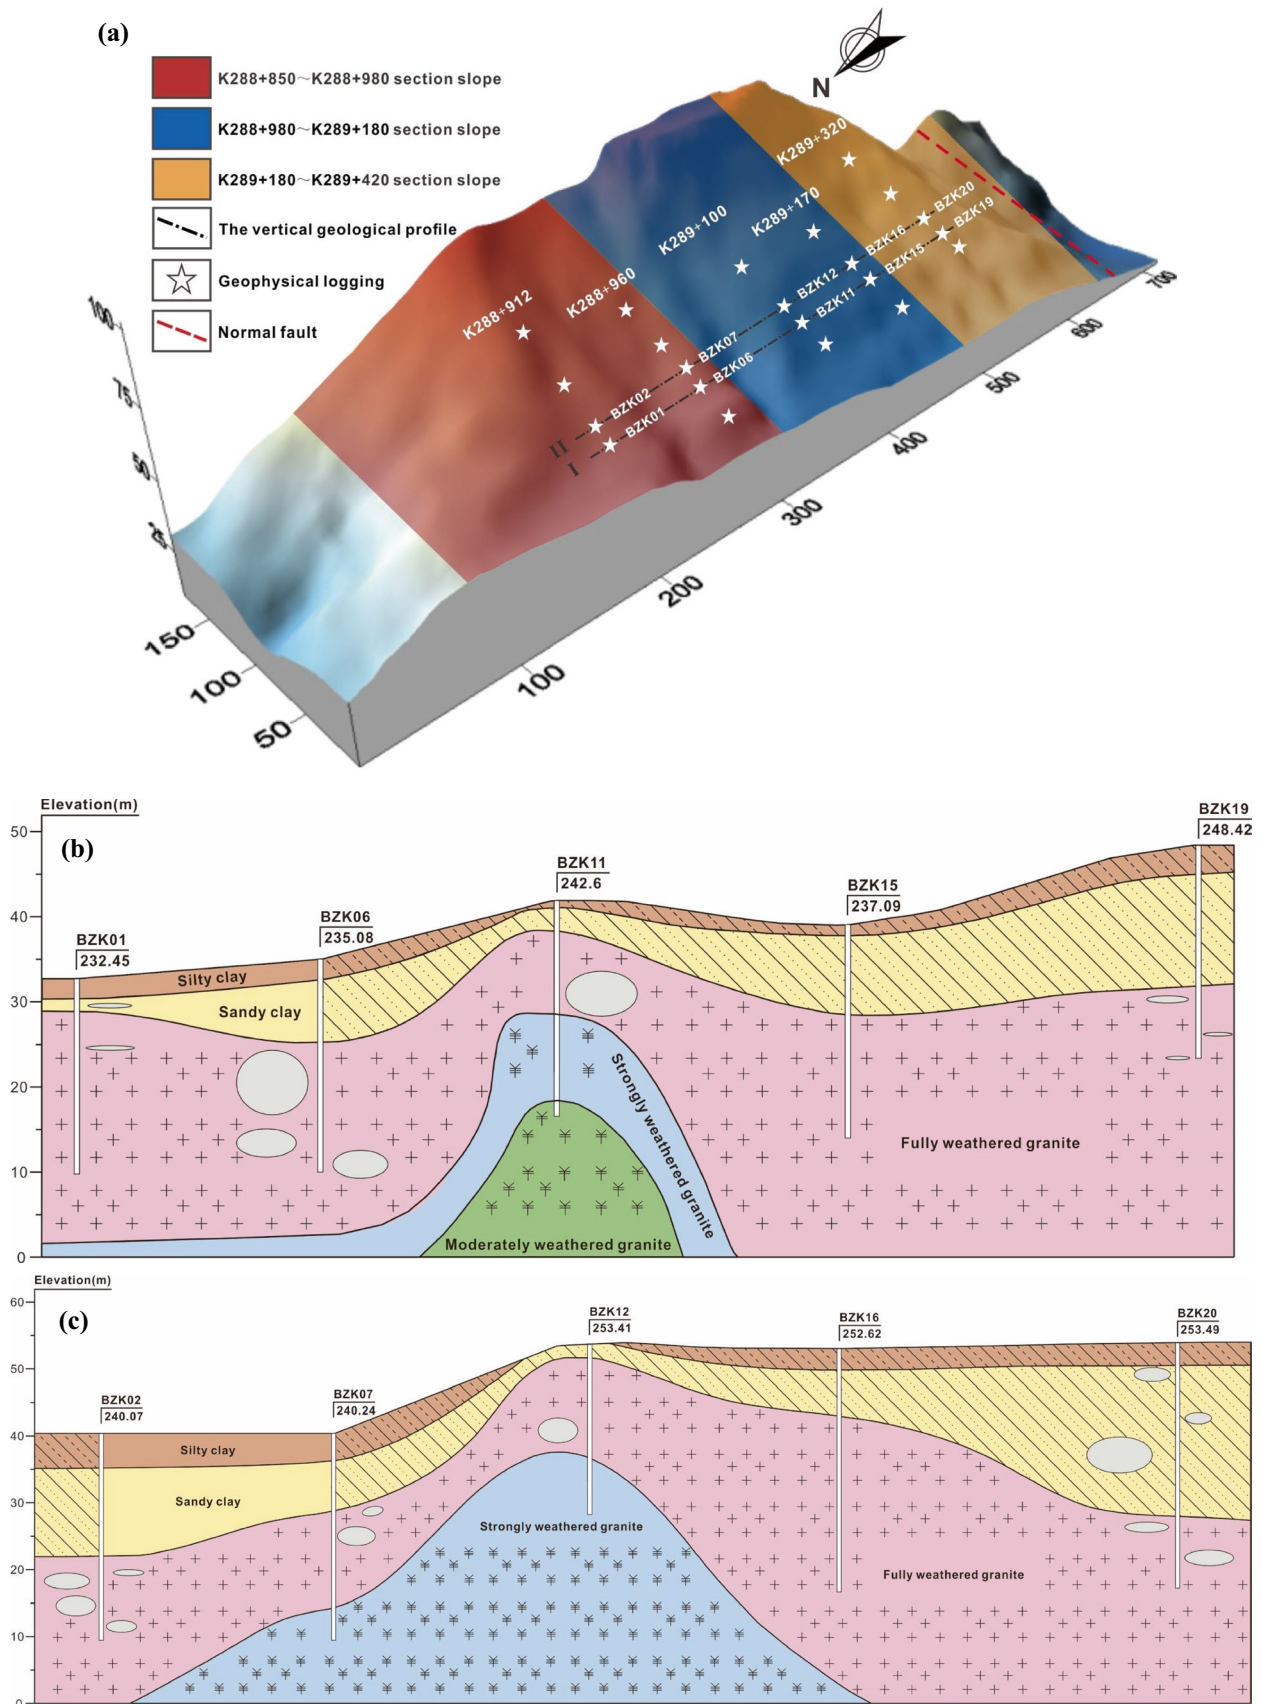 (a)
N
K288+850~K288+980 section slope
K288+980~K289+180 section slope
K289+180~K289+420 section slope
The vertical geological profile
Geophysical logging
Normal fault
K289+320
K289+170
K289+100
K288+960
K288+912
BZK20
BZK19
BZK16
BZK15
BZK12
BZK11
BZK07
BZK06
BZK02
BZK01
II
I
100
75
50
25
150
100
50
100
200
300
400
500
600
700
Elevation(m)
(b)
50
40
30
20
10
0
BZK01
232.45
BZK06
235.08
BZK11
242.6
BZK15
237.09
BZK19
248.42
Silty clay
Sandy clay
Strongly weathered granite
Fully weathered granite
Moderately weathered granite
Elevation(m)
(c)
60
50
40
30
20
10
0
BZK02
240.07
BZK07
240.24
BZK12
253.41
BZK16
252.62
BZK20
253.49
Silty clay
Sandy clay
Strongly weathered granite
Fully weathered granite